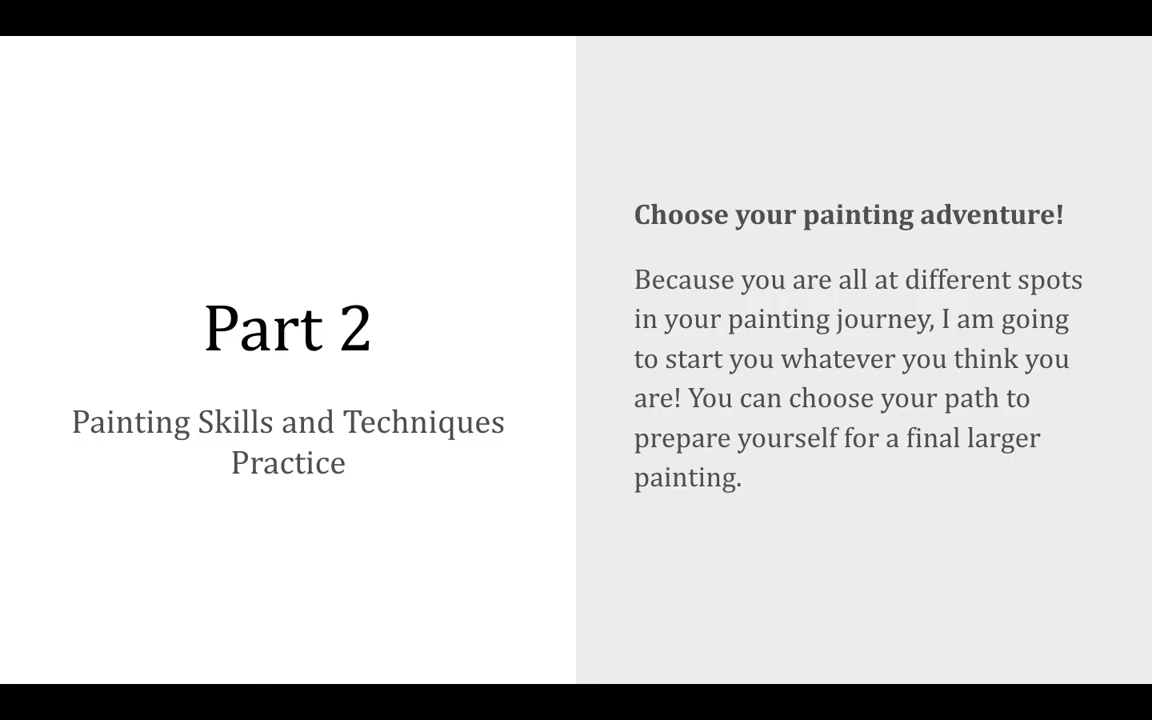 Part 2
Painting Skills and Techniques
Practice
Choose your painting adventure!
Because you are all at different spots
in your painting journey, I am going
to start you whatever you think you
are! You can choose your path to
prepare yourself for a final larger
painting.